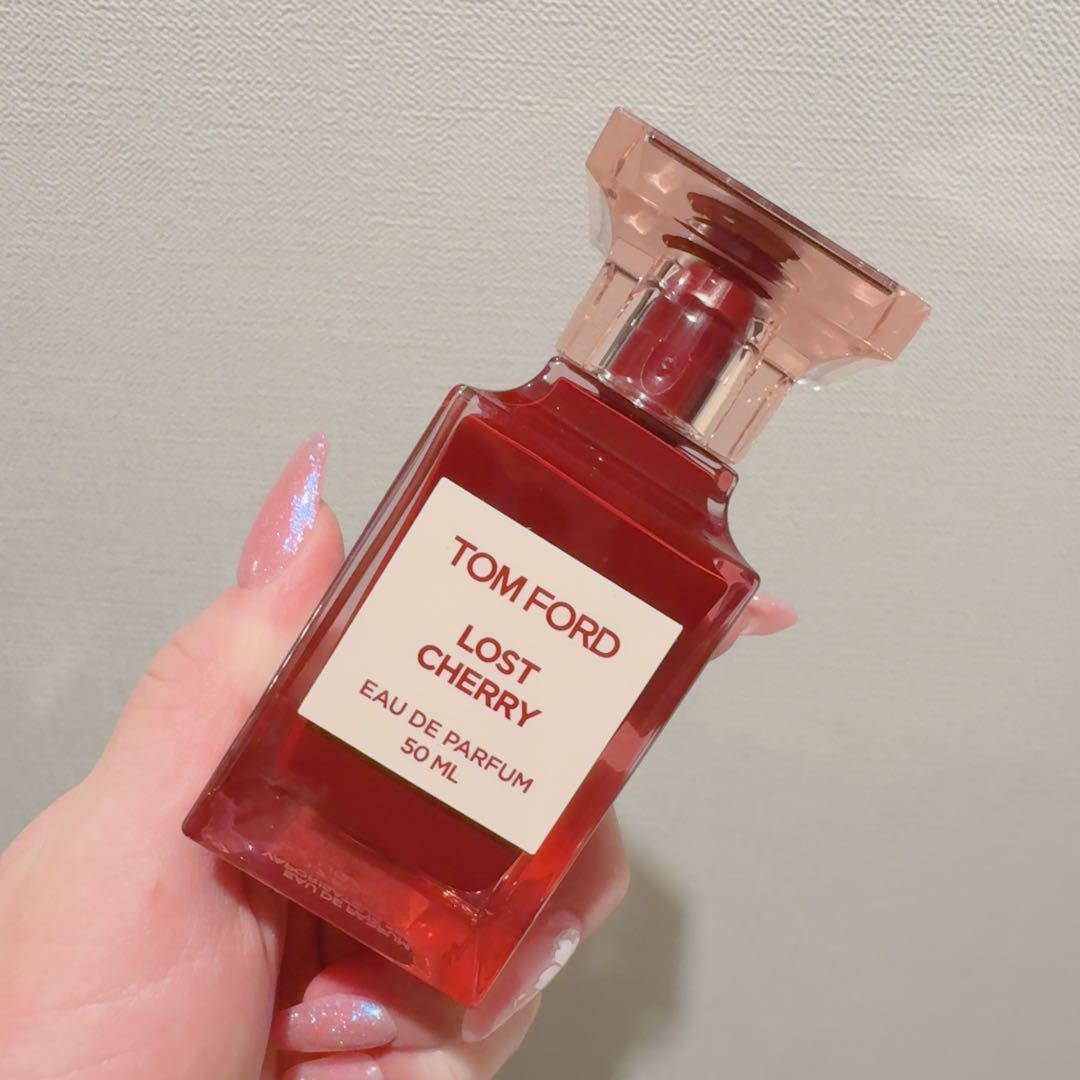 TOM FORD
LOST
CHERRY
EAU DE PARFUM
50 ML